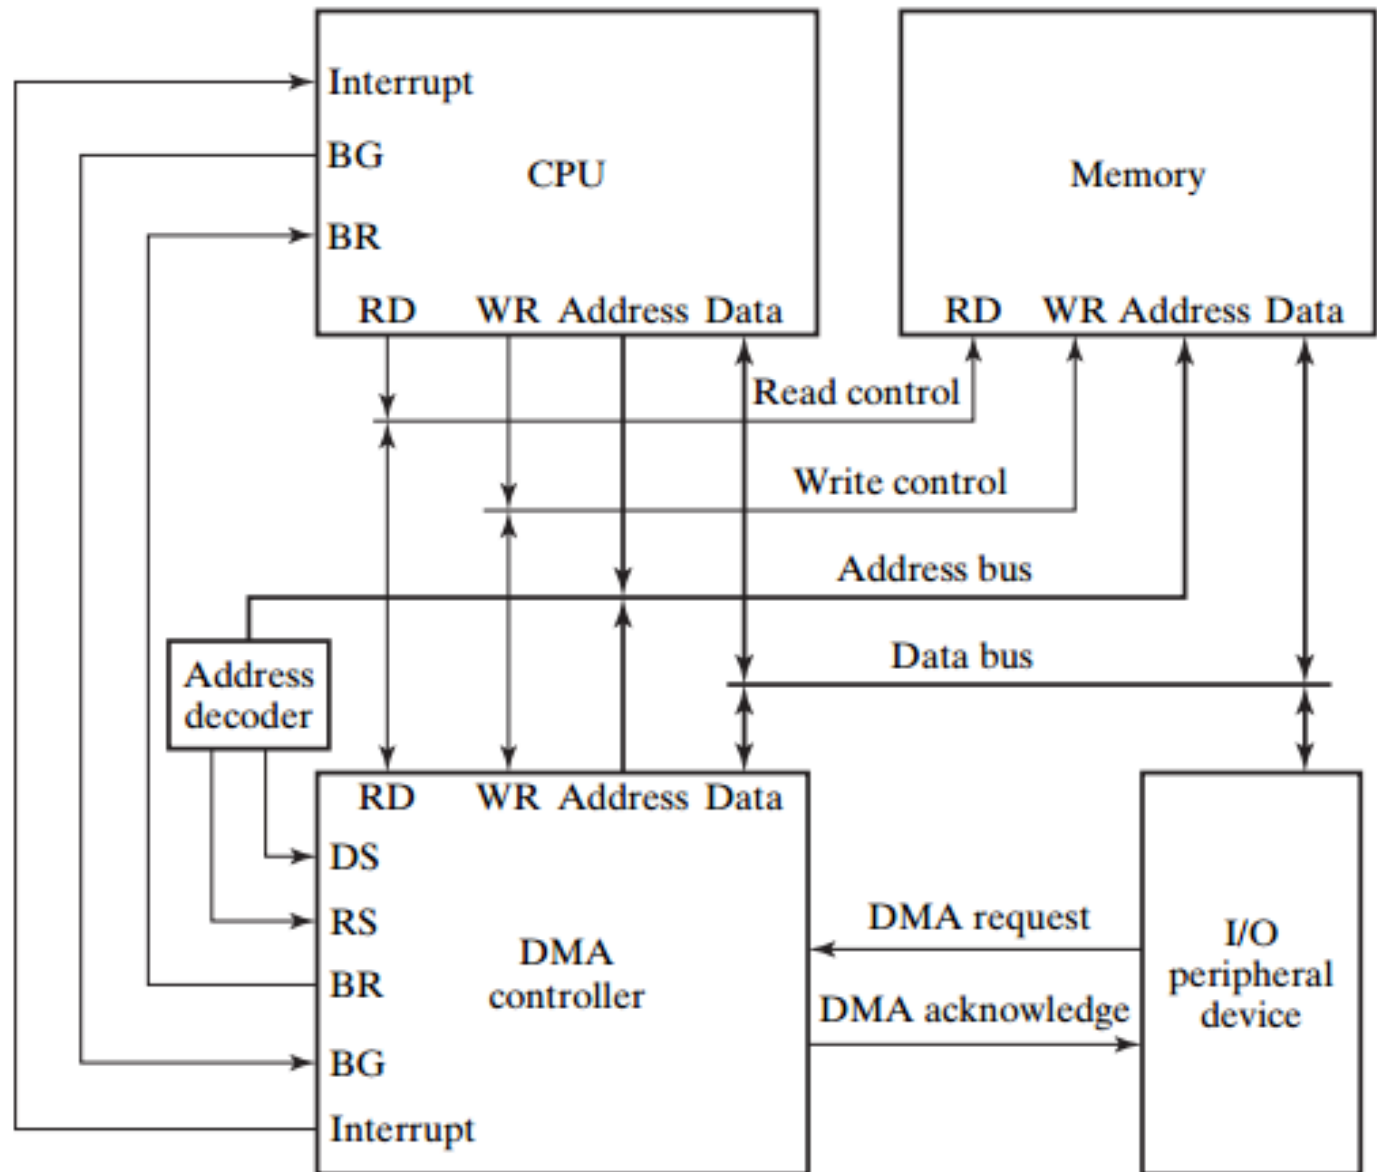 Interrupt
BG
CPU
Memory
BR
RD WR Address Data
RD WR Address Data
Read control
Write control
Address bus
Data bus
Address
decoder
RD WR Address Data
DS
RS
DMA
controller
BR
BG
Interrupt
DMA request
DMA acknowledge
I/O
peripheral
device